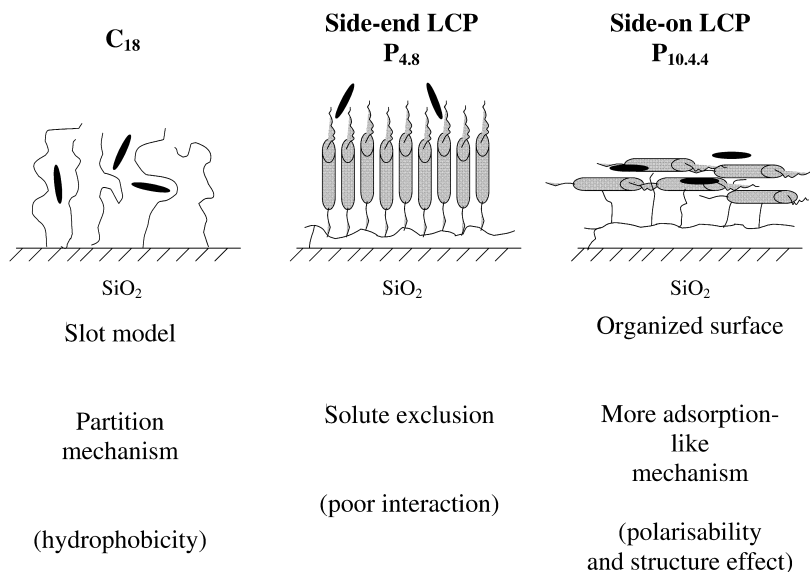 C18
Side-end LCP
P4.8
Side-on LCP
P10.4.4
SiO2
SiO2
SiO2
Slot model
Organized surface
Partition
mechanism
Solute exclusion
More adsorption-
like
mechanism
(hydrophobicity)
(poor interaction)
(polarisability
and structure effect)